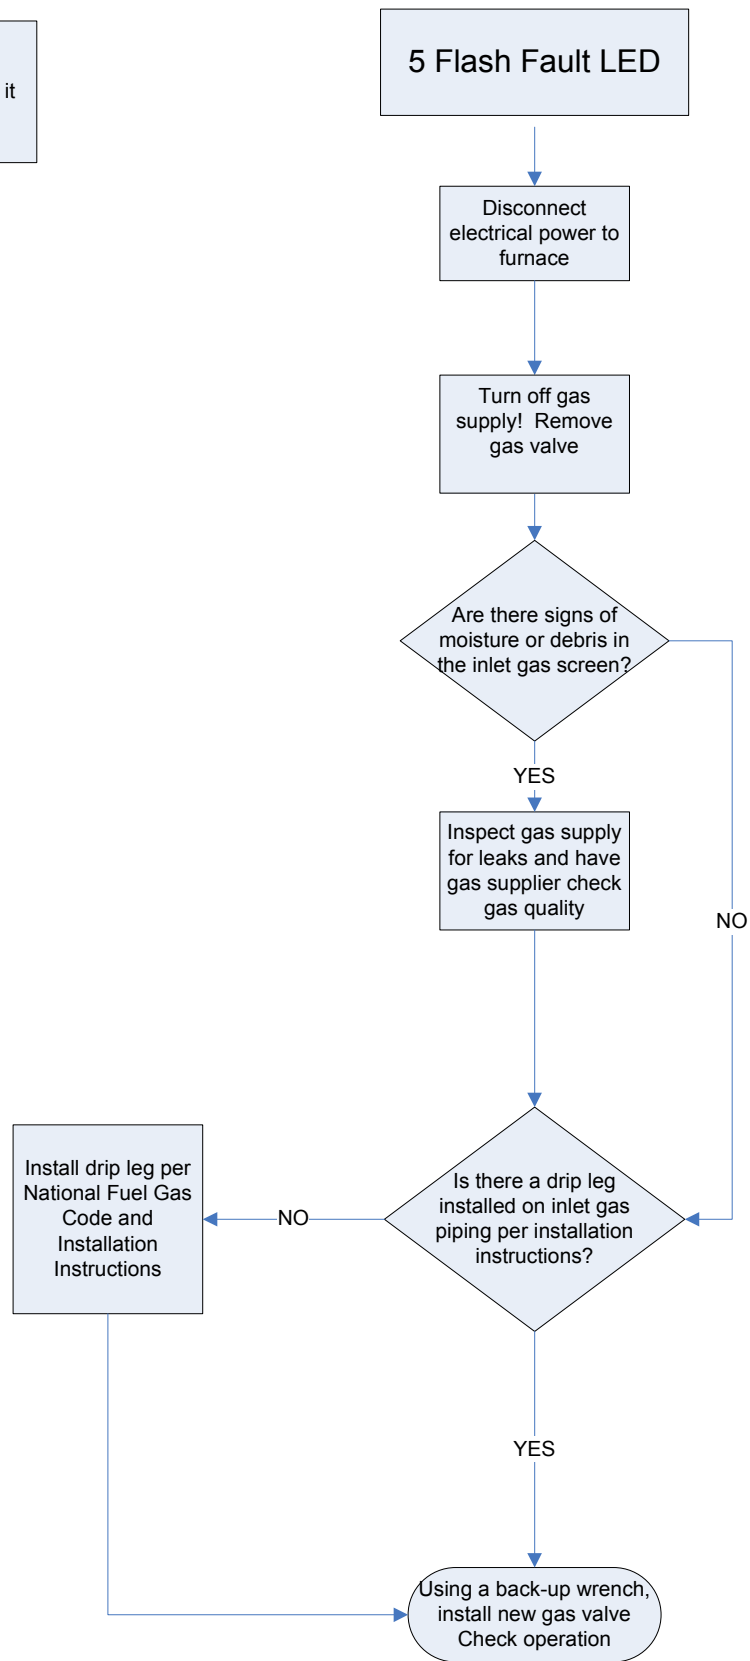 it
5 Flash Fault LED
Disconnect
electrical power to
furnace
Turn off gas
supply!  Remove
gas valve
Are there signs of
moisture or debris in
the inlet gas screen?
YES
Inspect gas supply
for leaks and have
gas supplier check
gas quality
NO
Is there a drip leg
installed on inlet gas
piping per installation
instructions?
NO
Install drip leg per
National Fuel Gas
Code and
Installation
Instructions
YES
Using a back-up wrench,
install new gas valve
Check operation